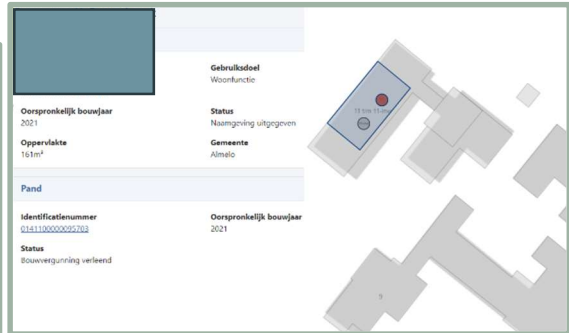 Gebruiksdoel
Woonfunctie
Oorspronkelijk bouwjaar
2021
Status
Naamgeving uitgegeven
Oppervlakte
161m²
Gemeente
Almelo
Pand
Identificatienummer
0141100000095703
Oorspronkelijk bouwjaar
2021
Status
Bouwvergunning verleend
9